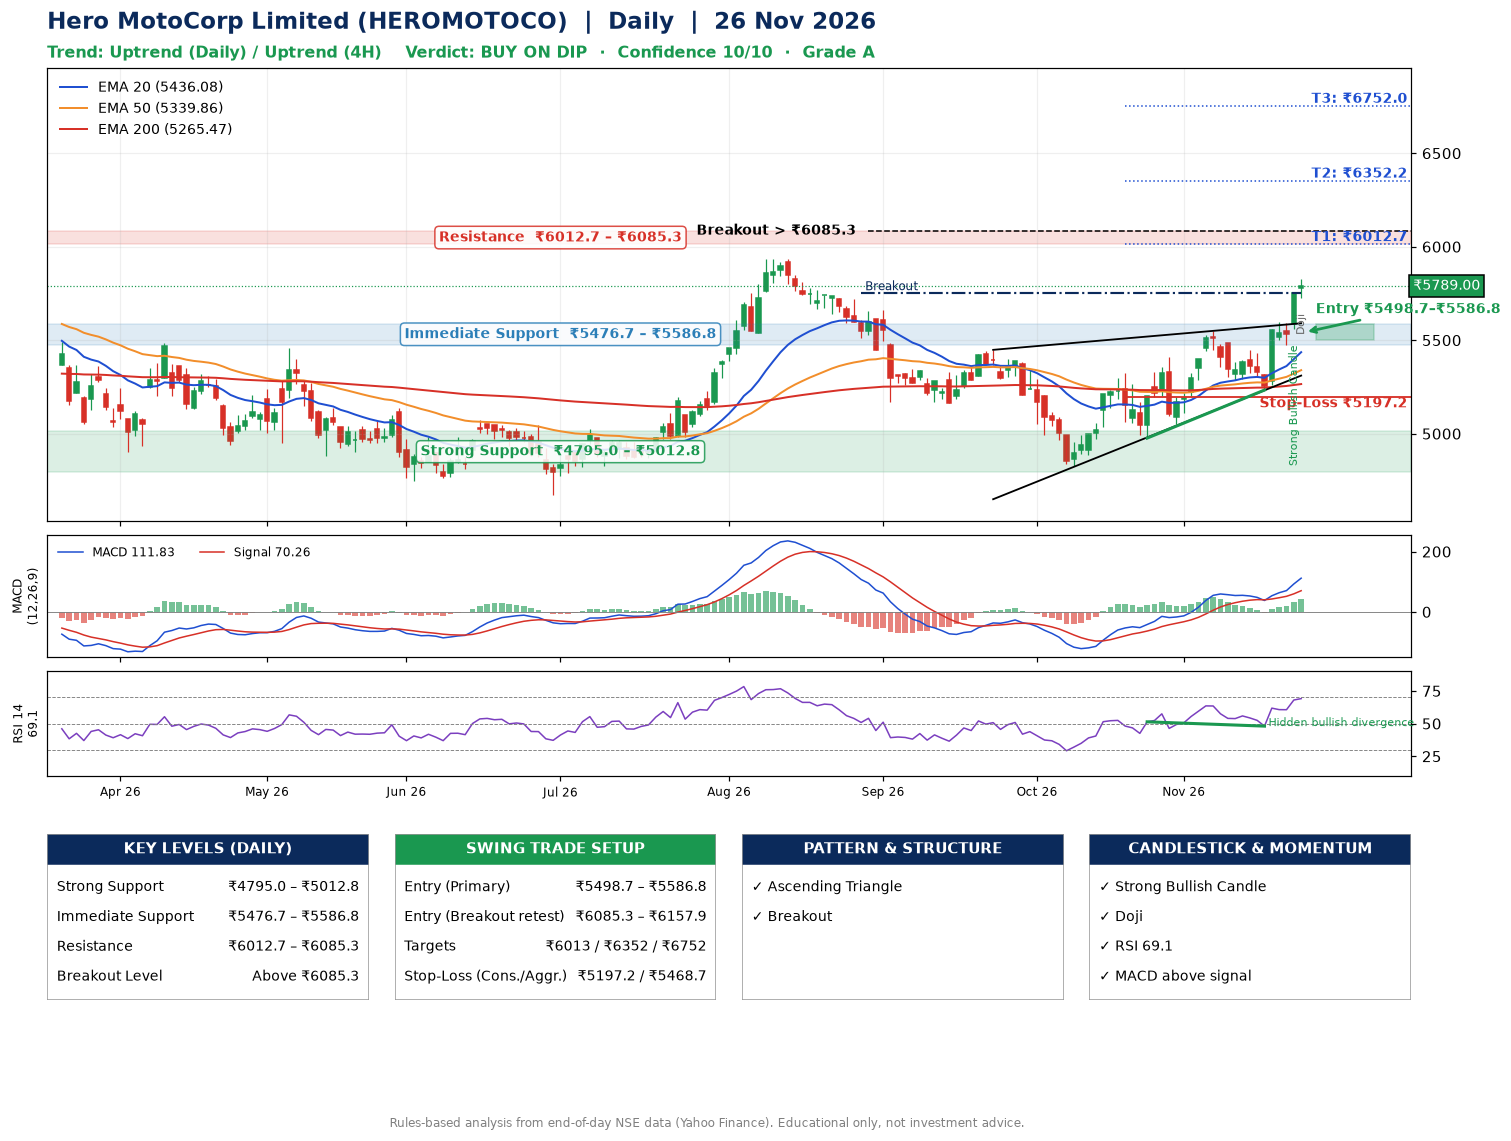 Hero MotoCorp Limited (HEROMOTOCO) | Daily | 26 Nov 2026
Trend: Uptrend (Daily) / Uptrend (4H) Verdict: BUY ON DIP · Confidence 10/10 · Grade A
EMA 20 (5436.08)
EMA 50 (5339.86)
EMA 200 (5265.47)
T3: ₹6752.0
6500
T2: ₹6352.2
Resistance ₹6012.7 – ₹6085.3
Breakout > ₹6085.3
T1: ₹6012.7
6000
Breakout
₹5789.00
Entry ₹5498.7–₹5586.8
Immediate Support ₹5476.7 – ₹5586.8
Doji
5500
Strong Bullish Candle
Stop-Loss ₹5197.2
Strong Support ₹4795.0 – ₹5012.8
5000
MACD
(12,26,9)
MACD 111.83
Signal 70.26
200
0
RSI 14
69.1
75
Hidden bullish divergence
50
25
Apr 26 May 26 Jun 26 Jul 26 Aug 26 Sep 26 Oct 26 Nov 26
KEY LEVELS (DAILY)
Strong Support ₹4795.0 – ₹5012.8
Immediate Support ₹5476.7 – ₹5586.8
Resistance ₹6012.7 – ₹6085.3
Breakout Level Above ₹6085.3
SWING TRADE SETUP
Entry (Primary) ₹5498.7 – ₹5586.8
Entry (Breakout retest) ₹6085.3 – ₹6157.9
Targets ₹6013 / ₹6352 / ₹6752
Stop-Loss (Cons./Aggr.) ₹5197.2 / ₹5468.7
PATTERN & STRUCTURE
✓ Ascending Triangle
✓ Breakout
CANDLESTICK & MOMENTUM
✓ Strong Bullish Candle
✓ Doji
✓ RSI 69.1
✓ MACD above signal
Rules-based analysis from end-of-day NSE data (Yahoo Finance). Educational only, not investment advice.